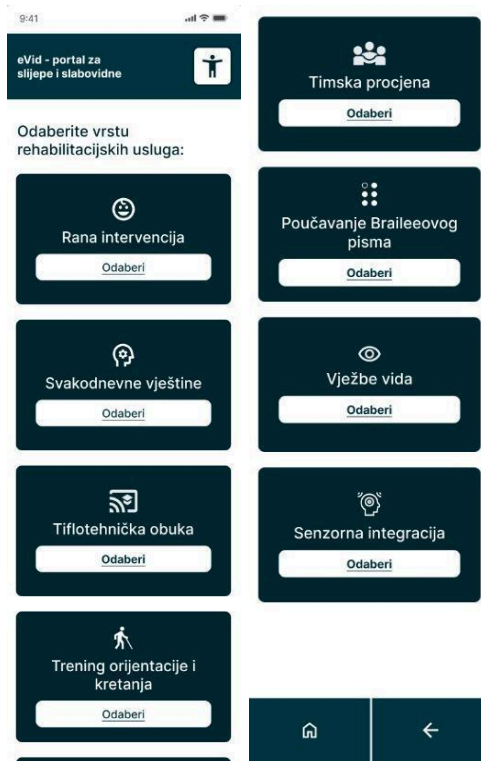 9:41
eVid - portal za
slijepe i slabovidne
Odaberite vrstu
rehabilitacijskih usluga:
Rana intervencija
Odaberi
Svakodnevne vještine
Odaberi
Tiflotehnička obuka
Odaberi
Trening orijentacije i
kretanja
Odaberi
Timska procjena
Odaberi
Poučavanje Braileeovog
pisma
Odaberi
Vježbe vida
Odaberi
Senzorna integracija
Odaberi